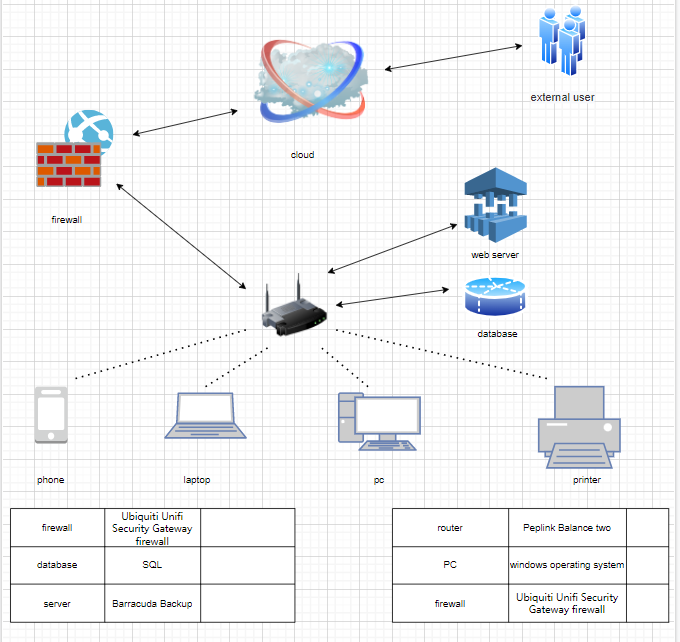 external user
cloud
firewall
web server
database
phone
laptop
pc
printer
firewall
Ubiquiti Unifi
Security Gateway
firewall
database
SQL
server
Barracuda Backup
router
Peplink Balance two
PC
windows operating system
firewall
Ubiquiti Unifi Security
Gateway firewall